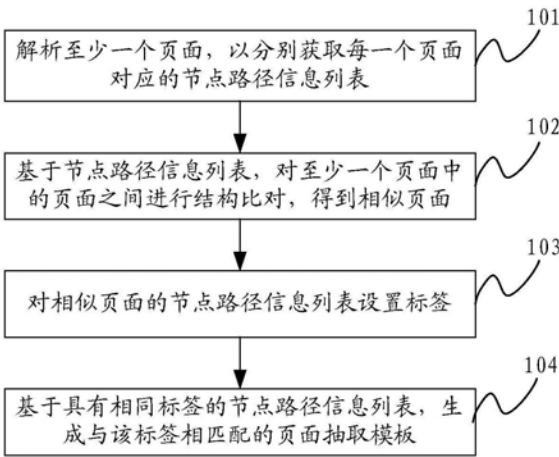 101
解析至少一个页面，以分别获取每一个页面
对应的节点路径信息列表
102
基于节点路径信息列表，对至少一个页面中
的页面之间进行结构比对，得到相似页面
103
对相似页面的节点路径信息列表设置标签
104
基于具有相同标签的节点路径信息列表，生
成与该标签相匹配的页面抽取模板